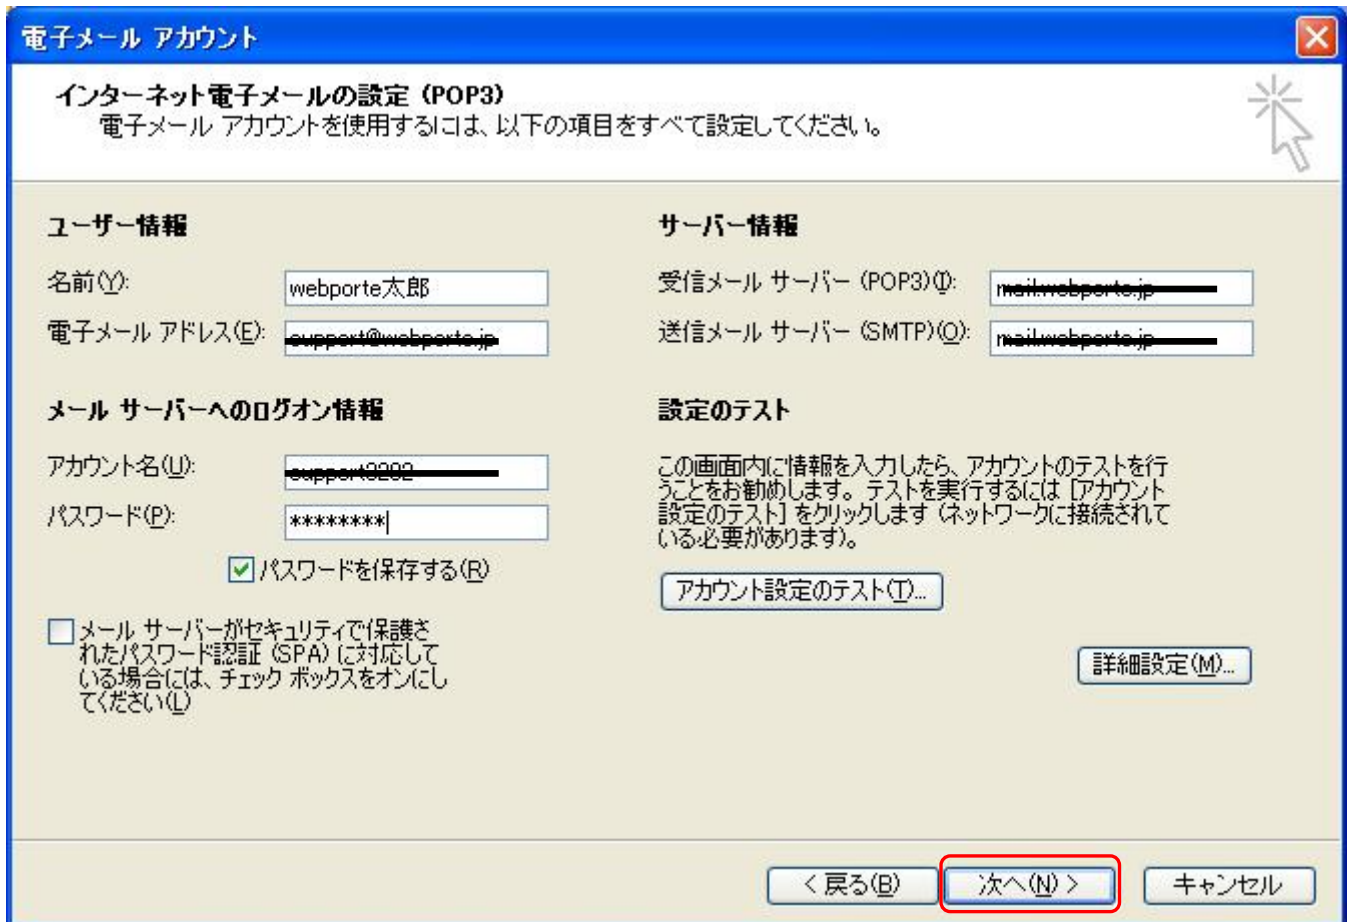 電子メール アカウント
インターネット電子メールの設定 (POP3)
電子メール アカウントを使用するには、以下の項目をすべて設定してください。
ユーザー情報
名前(Y):
webporte太郎
電子メール アドレス(E):
メール サーバーへのログオン情報
アカウント名(U):
パスワード(P):
********
パスワードを保存する(R)
メール サーバーがセキュリティで保護さ
れたパスワード認証 (SPA) に対応して
いる場合には、チェック ボックスをオンにし
てください(L)
サーバー情報
受信メール サーバー (POP3)(I):
送信メール サーバー (SMTP)(O):
設定のテスト
この画面内に情報を入力したら、アカウントのテストを行
うことをお勧めします。テストを実行するには [アカウント
設定のテスト] をクリックします (ネットワークに接続されて
いる必要があります)。
アカウント設定のテスト(T)...
詳細設定(M)...
< 戻る(B)
次へ(N) >
キャンセル